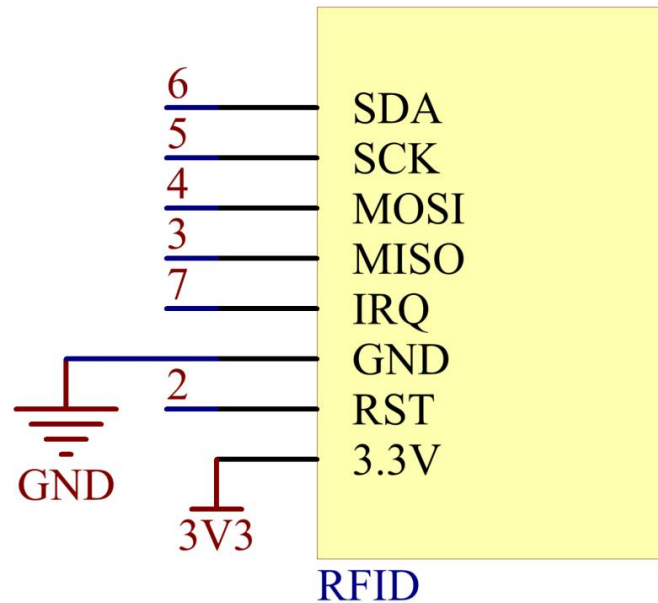 6 SDA
5 SCK
4 MOSI
3 MISO
7 IRQ
GND
2 RST
GND 3.3V
3V3
RFID